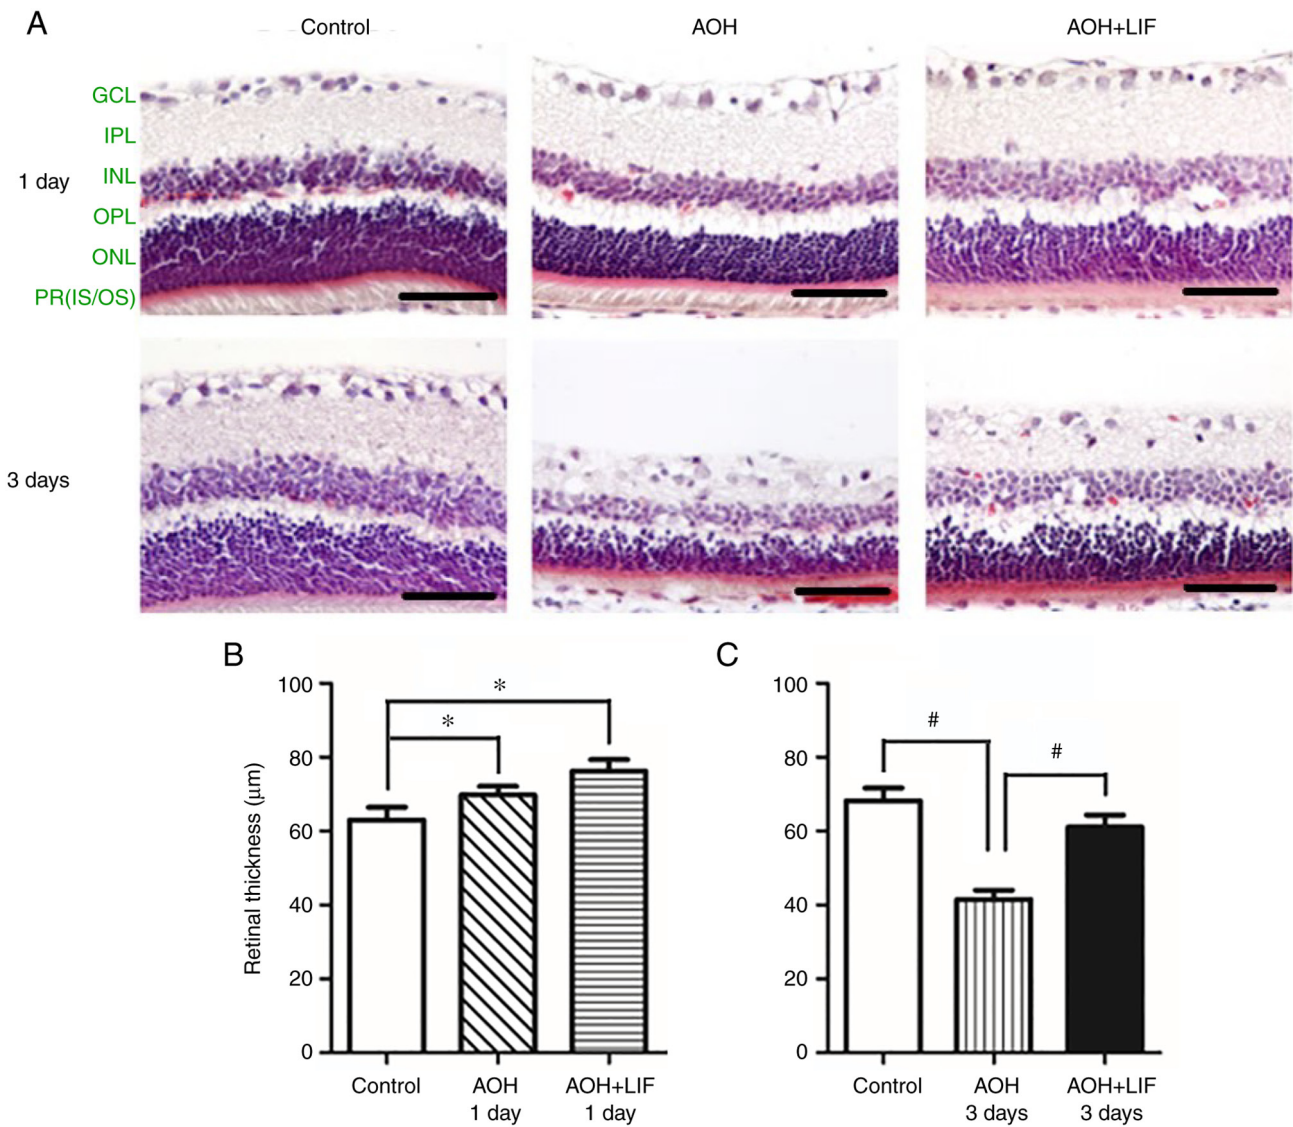 A
Control
AOH
AOH+LIF
1 day
GCL
IPL
INL
OPL
ONL
PR(IS/OS)
3 days
B
Retinal thickness (μm)
100
80
60
40
20
0
*
*
Control
AOH
1 day
AOH+LIF
1 day
C
100
80
60
40
20
0
#
#
Control
AOH
3 days
AOH+LIF
3 days